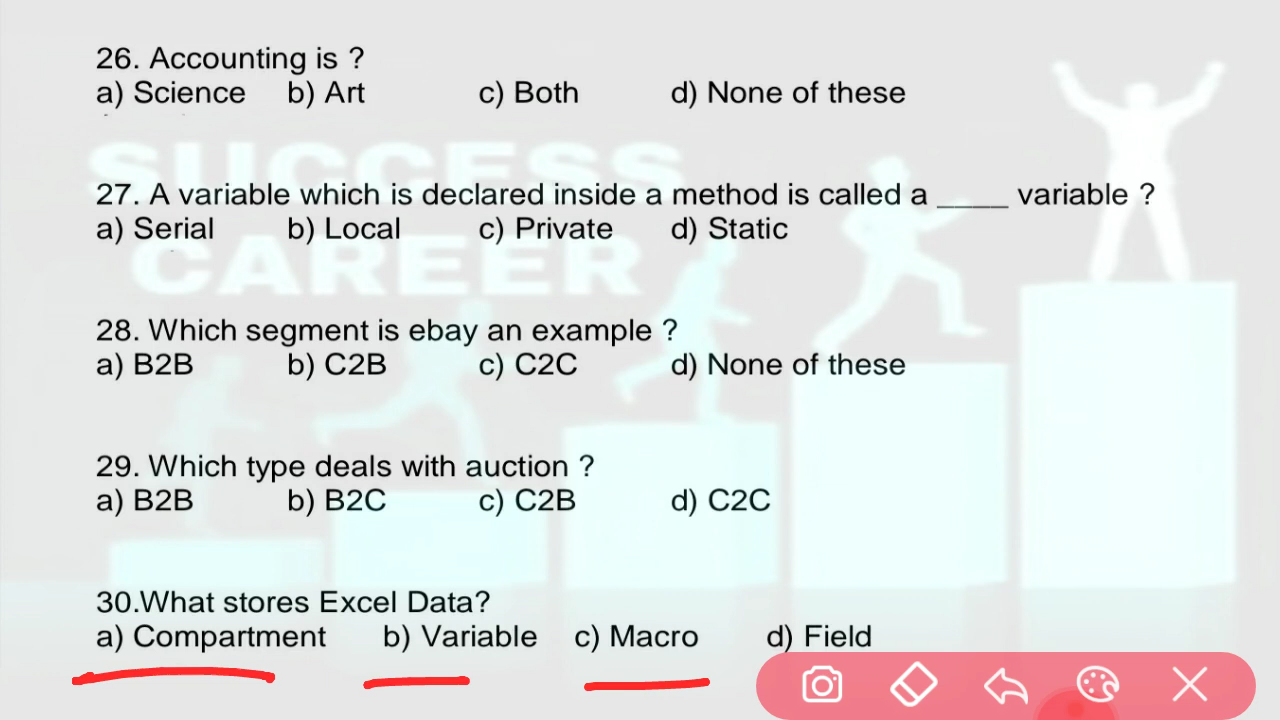 26. Accounting is ?
a) Science b) Art c) Both d) None of these
SUCCESS
27. A variable which is declared inside a method is called a ____ variable ?
a) Serial b) Local c) Private d) Static
CAREER
28. Which segment is ebay an example ?
a) B2B b) C2B c) C2C d) None of these
29. Which type deals with auction ?
a) B2B b) B2C c) C2B d) C2C
30.What stores Excel Data?
a) Compartment b) Variable c) Macro d) Field